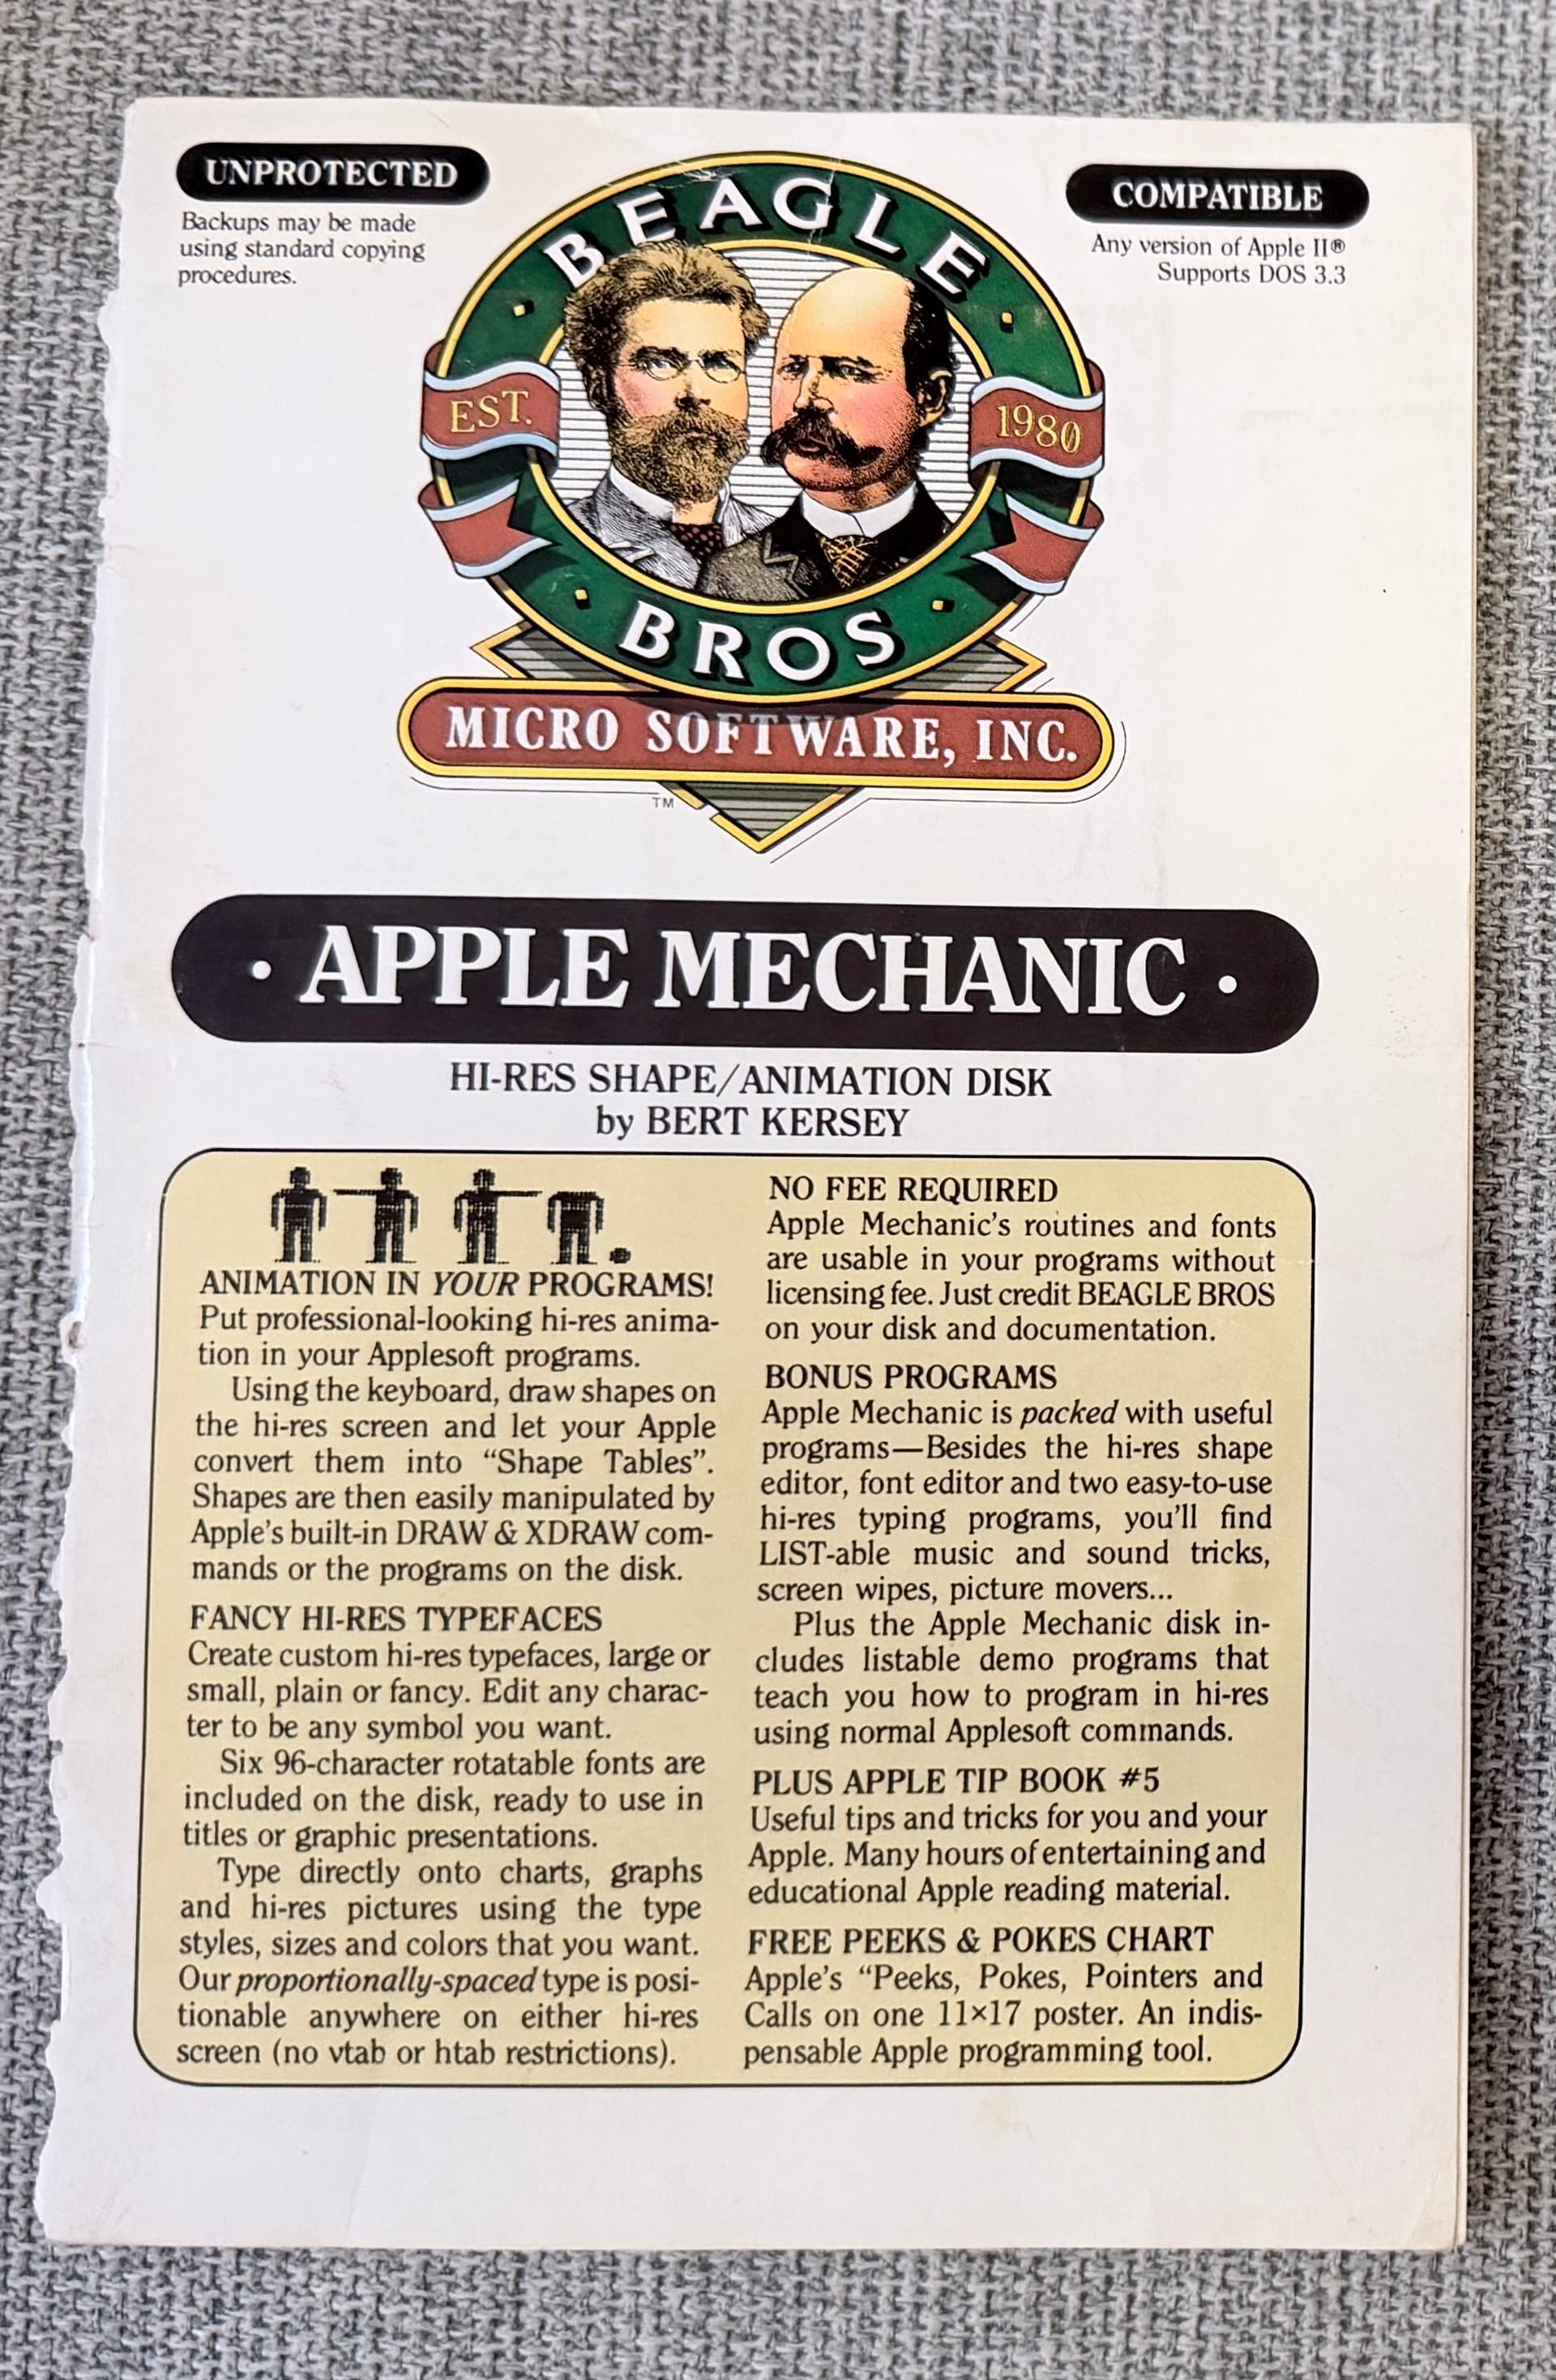 UNPROTECTED
Backups may be made
using standard copying
procedures.
COMPATIBLE
Any version of Apple II®
Supports DOS 3.3
BEAGLE
EST.
1980
BROS
MICRO SOFTWARE, INC.
TM
· APPLE MECHANIC ·
HI-RES SHAPE/ANIMATION DISK
by BERT KERSEY
ANIMATION IN YOUR PROGRAMS!
Put professional-looking hi-res anima-
tion in your Applesoft programs.
Using the keyboard, draw shapes on
the hi-res screen and let your Apple
convert them into “Shape Tables”.
Shapes are then easily manipulated by
Apple's built-in DRAW & XDRAW com-
mands or the programs on the disk.
FANCY HI-RES TYPEFACES
Create custom hi-res typefaces, large or
small, plain or fancy. Edit any charac-
ter to be any symbol you want.
Six 96-character rotatable fonts are
included on the disk, ready to use in
titles or graphic presentations.
Type directly onto charts, graphs
and hi-res pictures using the type
styles, sizes and colors that you want.
Our proportionally-spaced type is posi-
tionable anywhere on either hi-res
screen (no vtab or htab restrictions).
NO FEE REQUIRED
Apple Mechanic's routines and fonts
are usable in your programs without
licensing fee. Just credit BEAGLE BROS
on your disk and documentation.
BONUS PROGRAMS
Apple Mechanic is packed with useful
programs—Besides the hi-res shape
editor, font editor and two easy-to-use
hi-res typing programs, you'll find
LIST-able music and sound tricks,
screen wipes, picture movers...
Plus the Apple Mechanic disk in-
cludes listable demo programs that
teach you how to program in hi-res
using normal Applesoft commands.
PLUS APPLE TIP BOOK #5
Useful tips and tricks for you and your
Apple. Many hours of entertaining and
educational Apple reading material.
FREE PEEKS & POKES CHART
Apple's “Peeks, Pokes, Pointers and
Calls on one 11×17 poster. An indis-
pensable Apple programming tool.